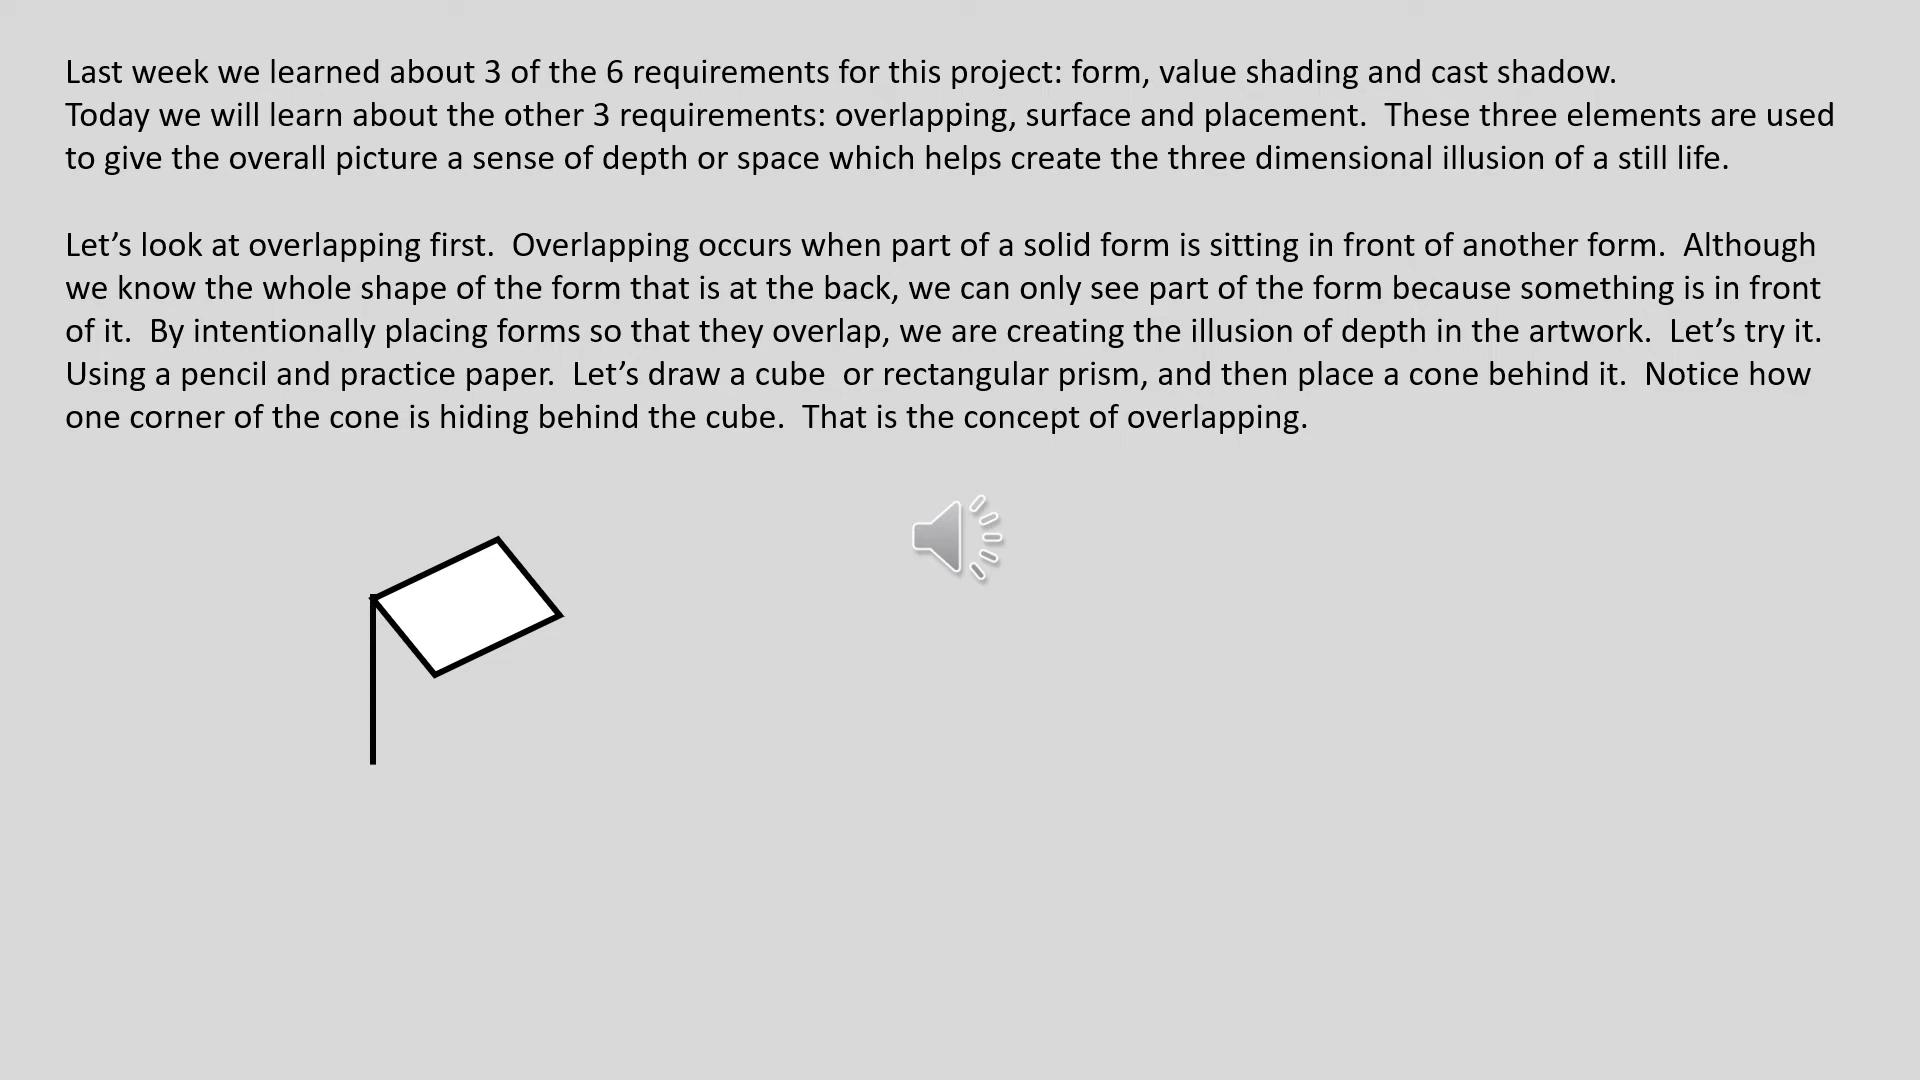 Last week we learned about 3 of the 6 requirements for this project: form, value shading and cast shadow.
Today we will learn about the other 3 requirements: overlapping, surface and placement.  These three elements are used
to give the overall picture a sense of depth or space which helps create the three dimensional illusion of a still life.
Let’s look at overlapping first.  Overlapping occurs when part of a solid form is sitting in front of another form.  Although
we know the whole shape of the form that is at the back, we can only see part of the form because something is in front
of it.  By intentionally placing forms so that they overlap, we are creating the illusion of depth in the artwork.  Let’s try it.
Using a pencil and practice paper.  Let’s draw a cube  or rectangular prism, and then place a cone behind it.  Notice how
one corner of the cone is hiding behind the cube.  That is the concept of overlapping.